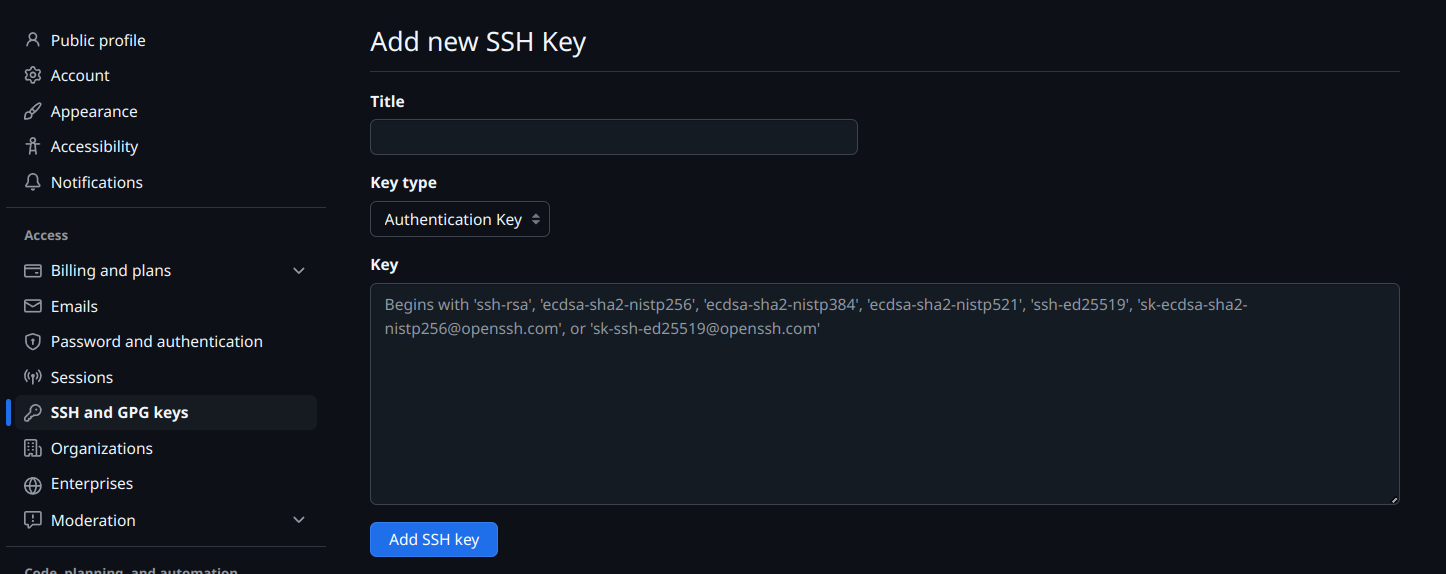 Public profile
Account
Appearance
Accessibility
Notifications
Access
Billing and plans
Emails
Password and authentication
Sessions
SSH and GPG keys
Organizations
Enterprises
Moderation
Code, planning, and automation
Add new SSH Key
Title
Key type
Authentication Key
Key
Begins with 'ssh-rsa', 'ecdsa-sha2-nistp256', 'ecdsa-sha2-nistp384', 'ecdsa-sha2-nistp521', 'ssh-ed25519', 'sk-ecdsa-sha2-
nistp256@openssh.com', or 'sk-ssh-ed25519@openssh.com'
Add SSH key